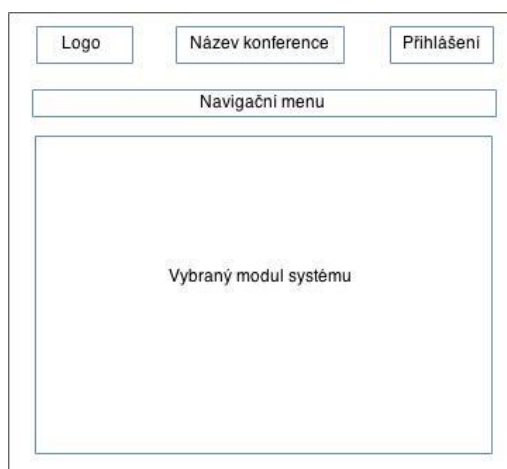 Logo
Název konference
Přihlášení
Navigační menu
Vybraný modul systému